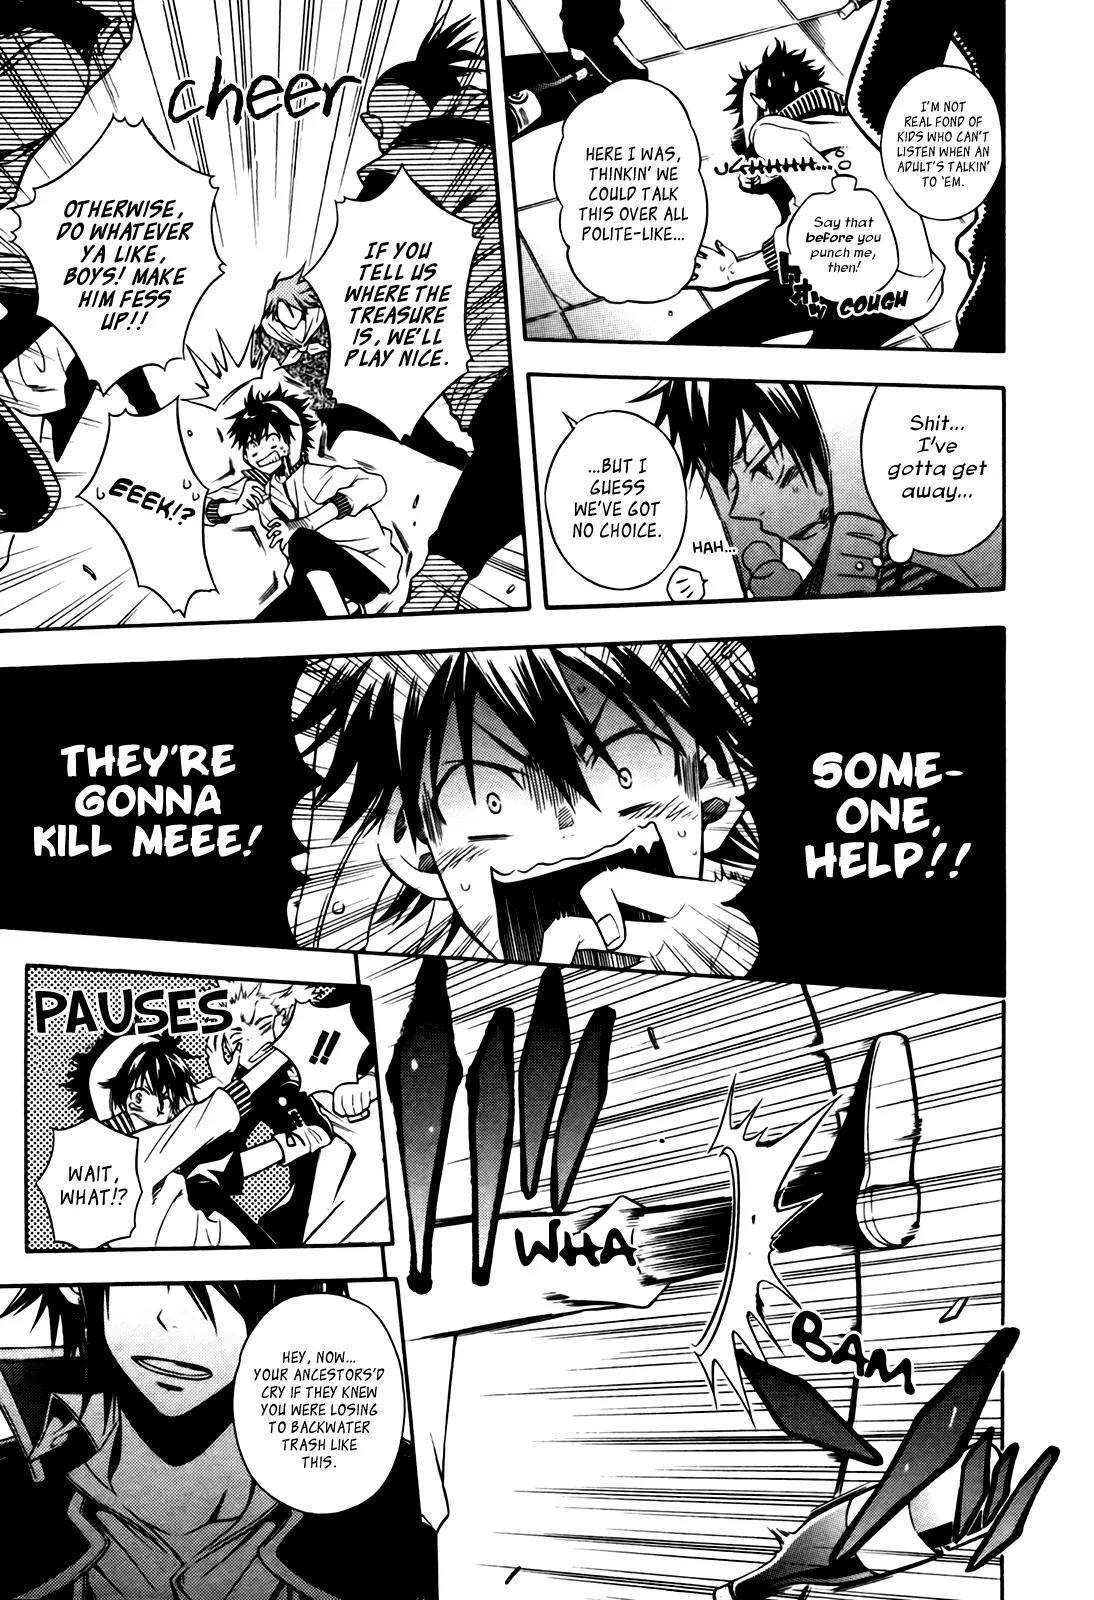 I'M NOT
REAL FOND OF
KIDS WHO CAN'T
LISTEN WHEN AN
ADULT'S TALKIN'
TO 'EM.
UGHHHH...
Say that
before you
punch me,
then!
COUGH
HERE I WAS,
THINKIN' WE
COULD TALK
THIS OVER ALL
POLITE-LIKE...
Shit...
I've
gotta get
away...
...BUT I
GUESS
WE'VE GOT
NO CHOICE.
HAH...
cheer
IF YOU
TELL US
WHERE THE
TREASURE
IS, WE'LL
PLAY NICE.
OTHERWISE,
DO WHATEVER
YA LIKE,
BOYS! MAKE
HIM FESS
UP!!
EEEK!?
SOME-
ONE,
HELP!!
THEY'RE
GONNA
KILL MEEE!
BAM
WHA
PAUSES
!!
WAIT,
WHAT!?
HEY, NOW...
YOUR ANCESTORS'D
CRY IF THEY KNEW
YOU WERE LOSING
TO BACKWATER
TRASH LIKE
THIS.